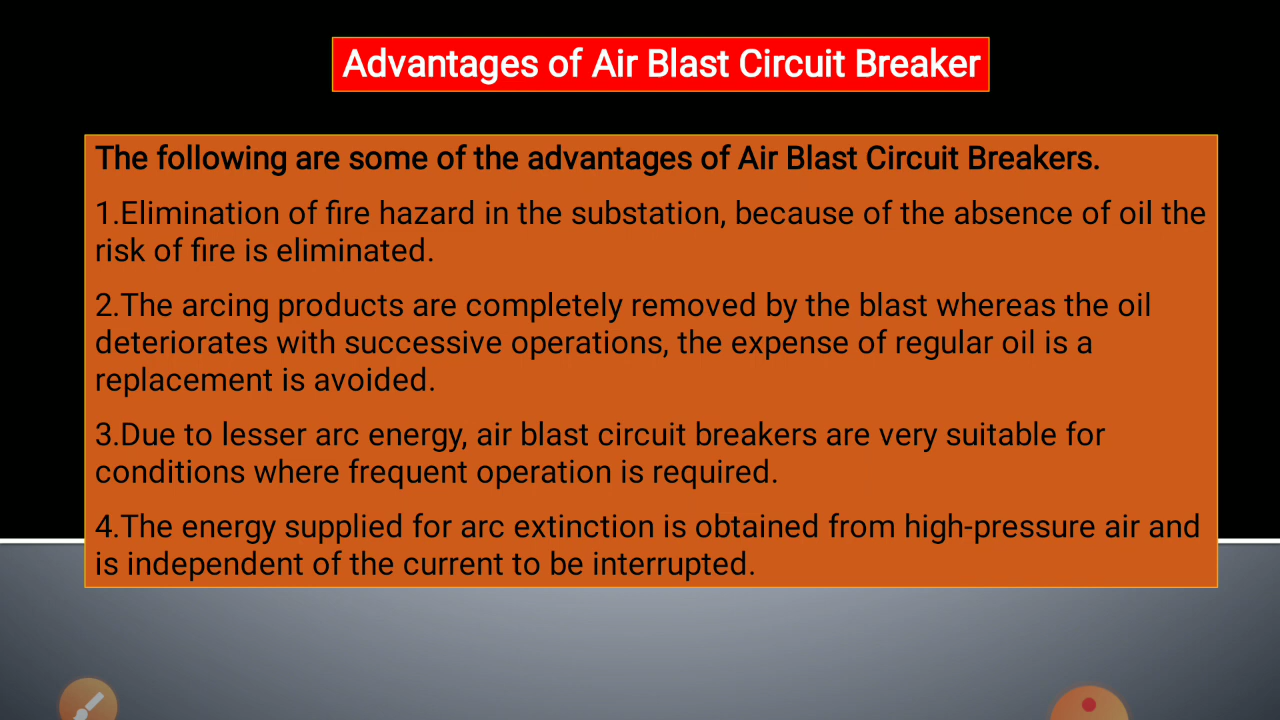 Advantages of Air Blast Circuit Breaker
The following are some of the advantages of Air Blast Circuit Breakers.
1.Elimination of fire hazard in the substation, because of the absence of oil the
risk of fire is eliminated.
2.The arcing products are completely removed by the blast whereas the oil
deteriorates with successive operations, the expense of regular oil is a
replacement is avoided.
3.Due to lesser arc energy, air blast circuit breakers are very suitable for
conditions where frequent operation is required.
4.The energy supplied for arc extinction is obtained from high-pressure air and
is independent of the current to be interrupted.